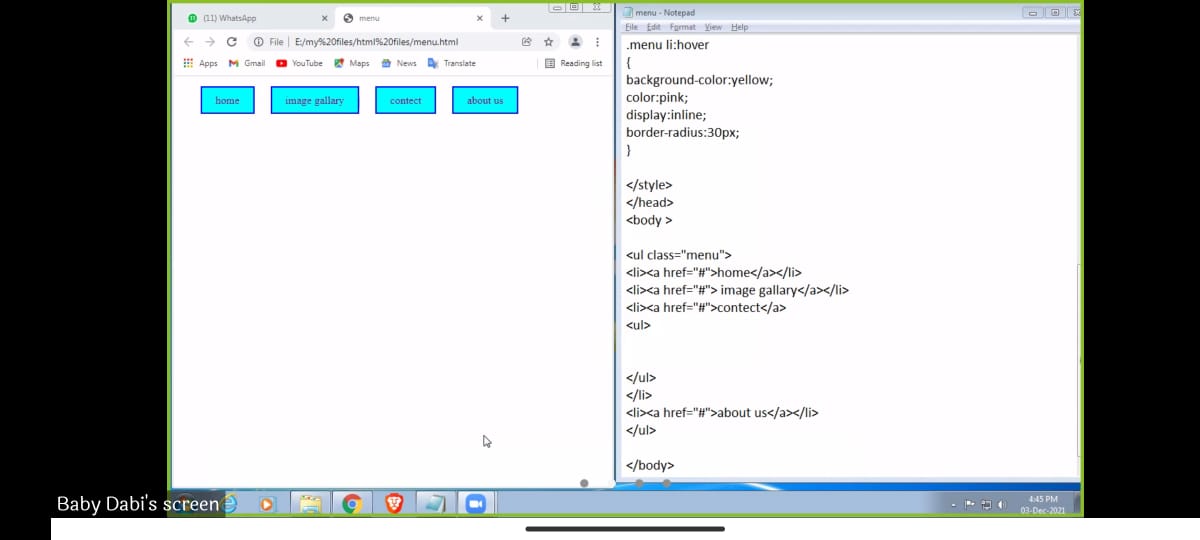 (11) WhatsApp
menu
menu - Notepad
File Edit Format View Help
File | E:/my%20files/html%20files/menu.html
Apps Gmail YouTube Maps News Translate Reading list
home image gallary contect about us
.menu li:hover
{
background-color:yellow;
color:pink;
display:inline;
border-radius:30px;
}
</style>
</head>
<body >
<ul class="menu">
<li><a href="#">home</a></li>
<li><a href="#"> image gallary</a></li>
<li><a href="#">contect</a>
<ul>
</ul>
</li>
<li><a href="#">about us</a></li>
</ul>
</body>
Baby Dabi's screen
4:45 PM
03-Dec-2021